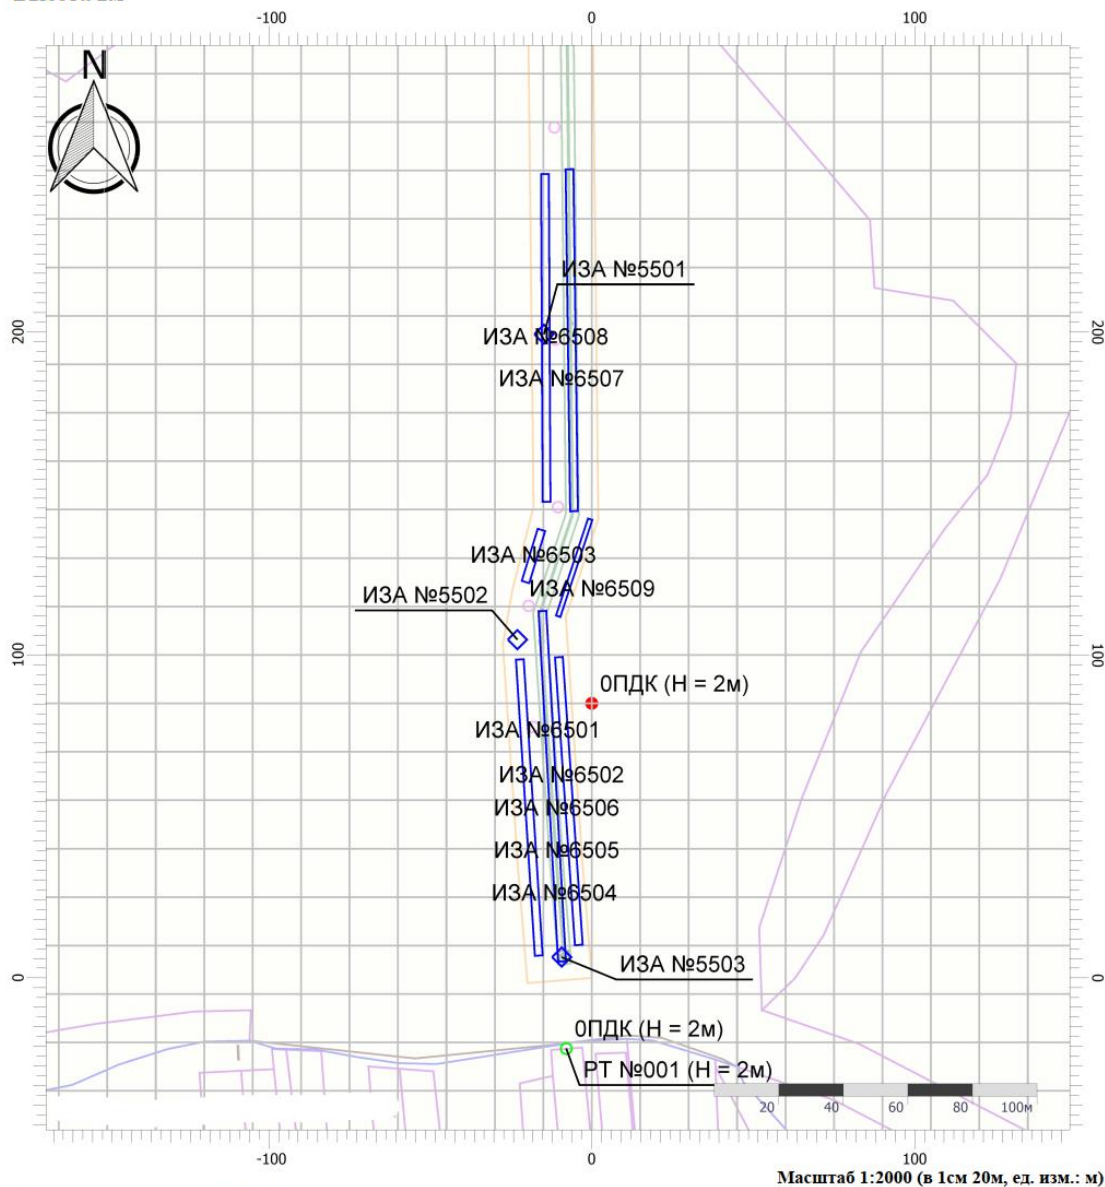 -100 0 100
N
ИЗА №5501
200 200
ИЗА №6508
ИЗА №6507
ИЗА №6503
ИЗА №6509
ИЗА №5502
100 100
0ПДК (Н = 2м)
ИЗА №6501
ИЗА №6502
ИЗА №6506
ИЗА №6505
ИЗА №6504
ИЗА №5503
0 0
0ПДК (Н = 2м)
РТ №001 (Н = 2м)
20 40 60 80 100м
-100 0 100
Масштаб 1:2000 (в 1см 20м, ед. изм.: м)